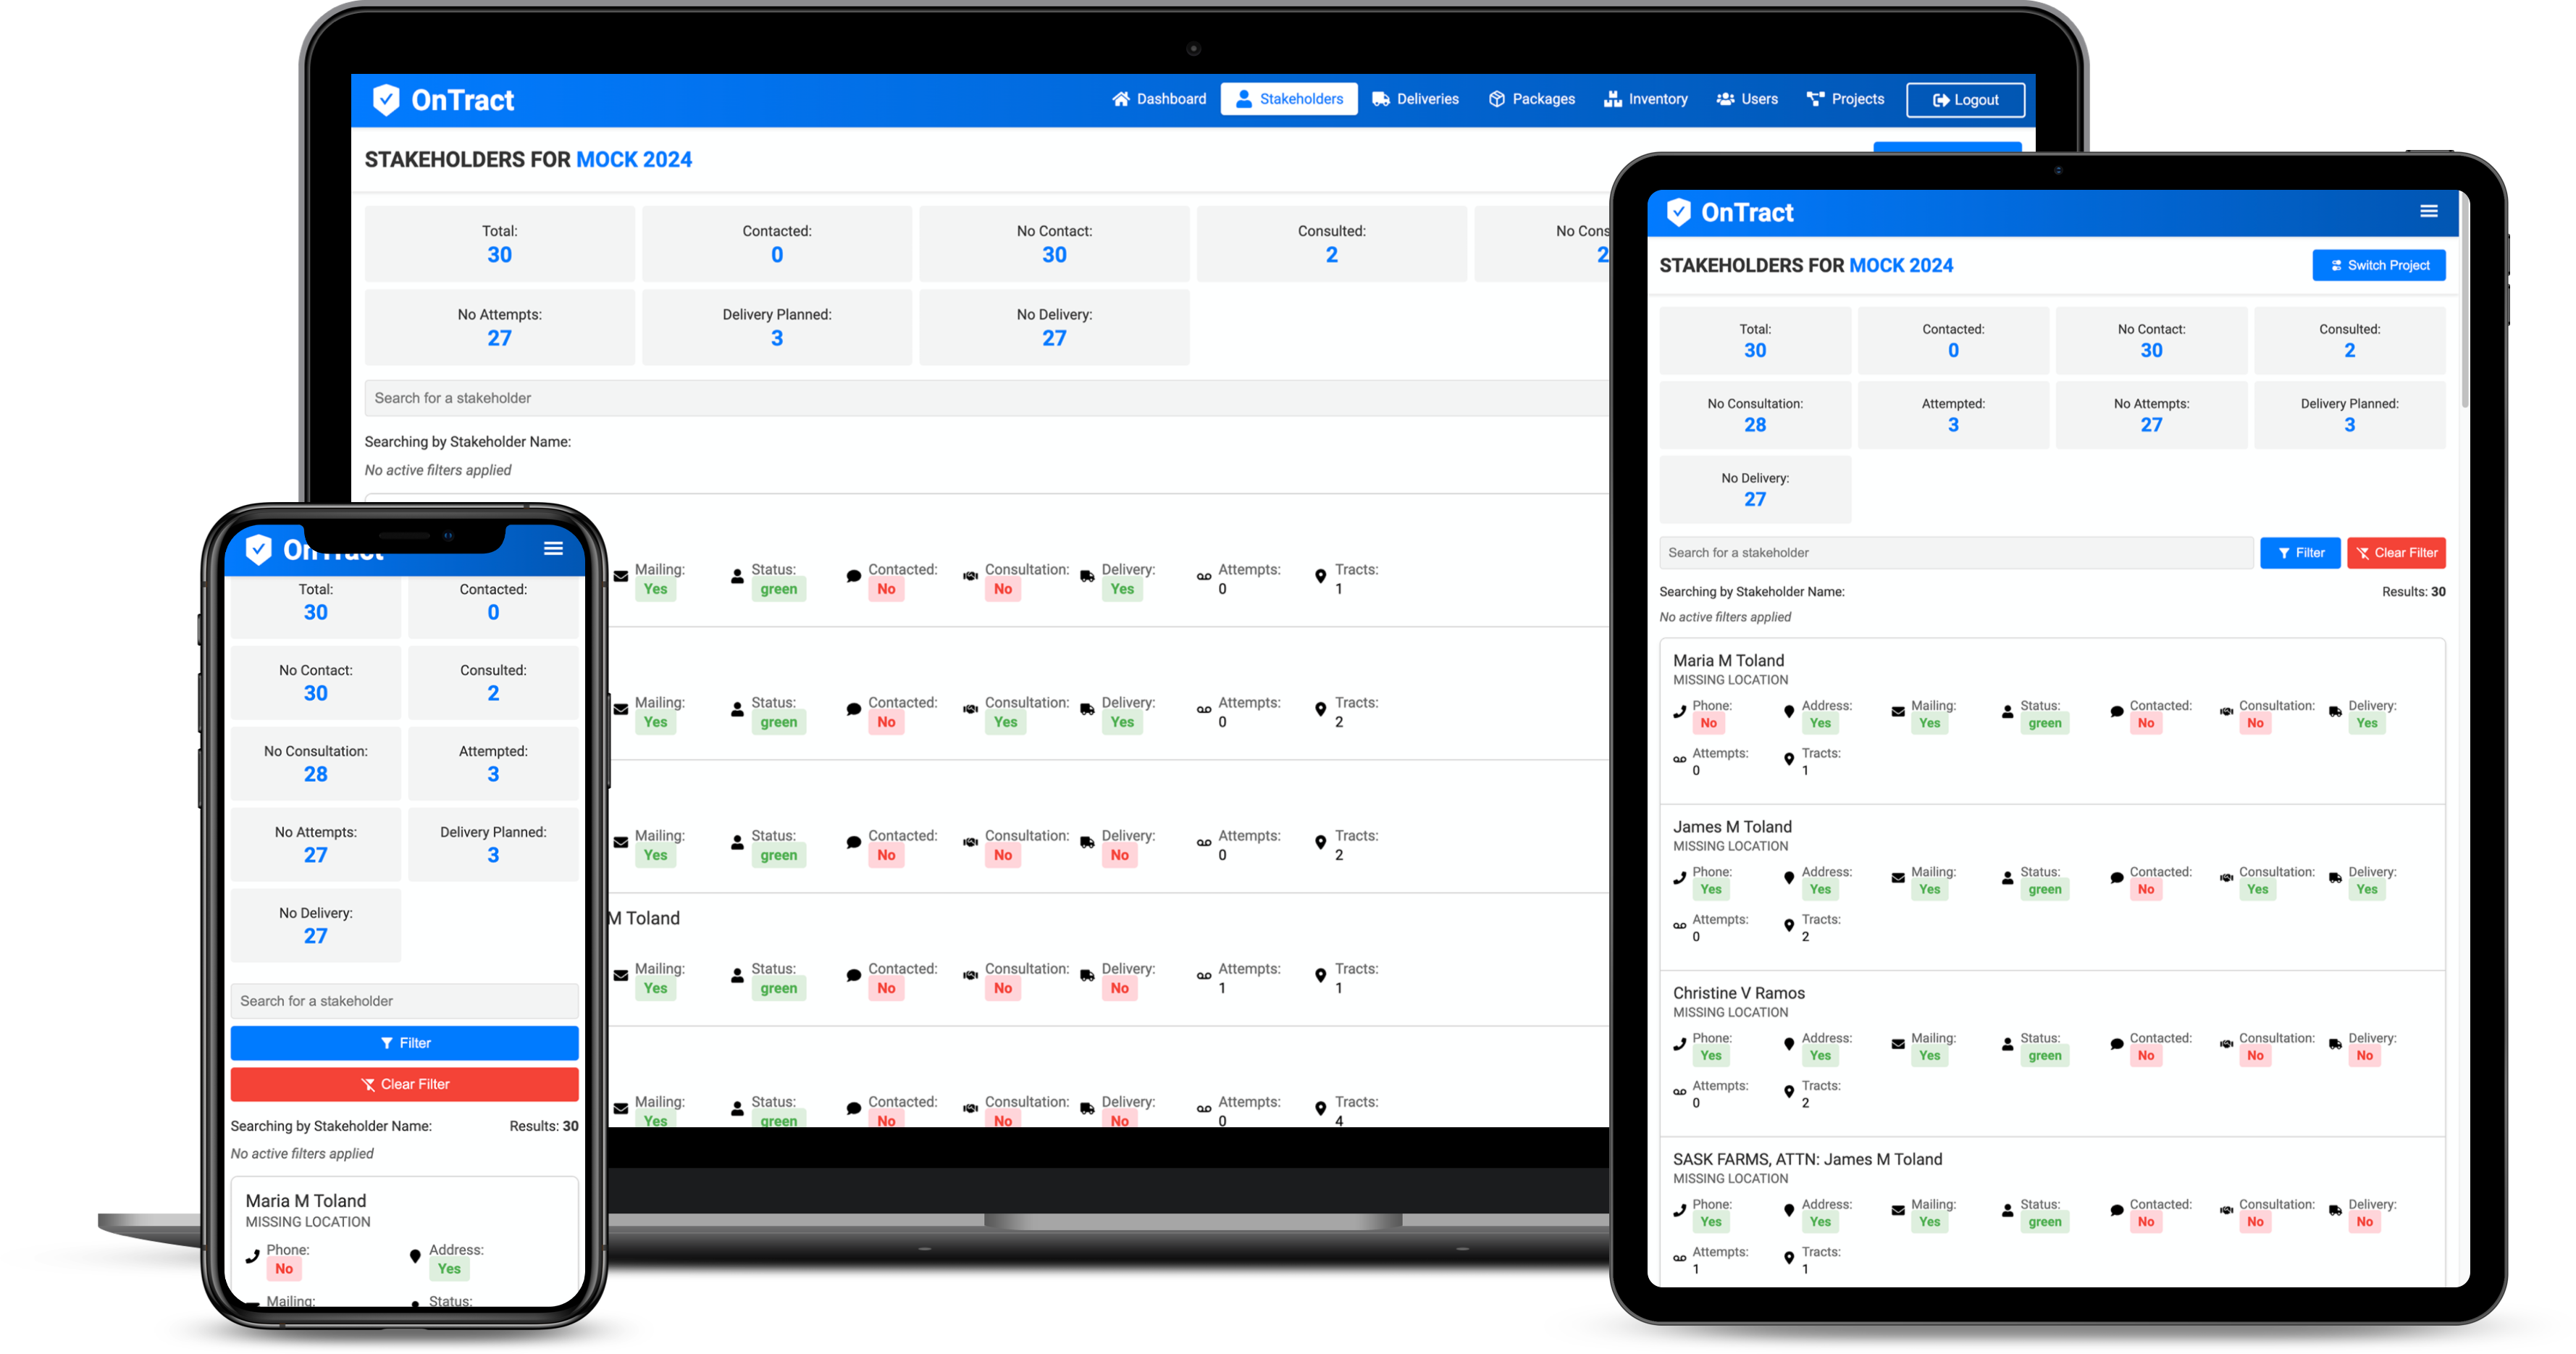 OnTract
Dashboard
Stakeholders
Deliveries
Packages
Inventory
Users
Projects
Logout
STAKEHOLDERS FOR MOCK 2024
Total:
30
Contacted:
0
No Contact:
30
Consulted:
2
No Cons
2
No Attempts:
27
Delivery Planned:
3
No Delivery:
27
Search for a stakeholder
Searching by Stakeholder Name:
No active filters applied
Mailing: Status: Contacted: Consultation: Delivery: Attempts: Tracts:
Yes green No No Yes 0 1
Mailing: Status: Contacted: Consultation: Delivery: Attempts: Tracts:
Yes green No Yes Yes 0 2
Mailing: Status: Contacted: Consultation: Delivery: Attempts: Tracts:
Yes green No No No 0 2
M Toland
Mailing: Status: Contacted: Consultation: Delivery: Attempts: Tracts:
Yes green No No No 1 1
Mailing: Status: Contacted: Consultation: Delivery: Attempts: Tracts:
Yes green No No No 0 4
OnTract
Total:
30
Contacted:
0
No Contact:
30
Consulted:
2
No Consultation:
28
Attempted:
3
No Attempts:
27
Delivery Planned:
3
No Delivery:
27
Search for a stakeholder
Filter
Clear Filter
Searching by Stakeholder Name: Results: 30
No active filters applied
Maria M Toland
MISSING LOCATION
Phone: Address:
No Yes
Mailing: Status:
OnTract
STAKEHOLDERS FOR MOCK 2024
Switch Project
Total:
30
Contacted:
0
No Contact:
30
Consulted:
2
No Consultation:
28
Attempted:
3
No Attempts:
27
Delivery Planned:
3
No Delivery:
27
Search for a stakeholder
Filter
Clear Filter
Searching by Stakeholder Name: Results: 30
No active filters applied
Maria M Toland
MISSING LOCATION
Phone: Address: Mailing: Status: Contacted: Consultation: Delivery:
No Yes Yes green No No Yes
Attempts: Tracts:
0 1
James M Toland
MISSING LOCATION
Phone: Address: Mailing: Status: Contacted: Consultation: Delivery:
Yes Yes Yes green No Yes Yes
Attempts: Tracts:
0 2
Christine V Ramos
MISSING LOCATION
Phone: Address: Mailing: Status: Contacted: Consultation: Delivery:
Yes Yes Yes green No No No
Attempts: Tracts:
0 2
SASK FARMS, ATTN: James M Toland
MISSING LOCATION
Phone: Address: Mailing: Status: Contacted: Consultation: Delivery:
Yes Yes Yes green No No No
Attempts: Tracts:
1 1